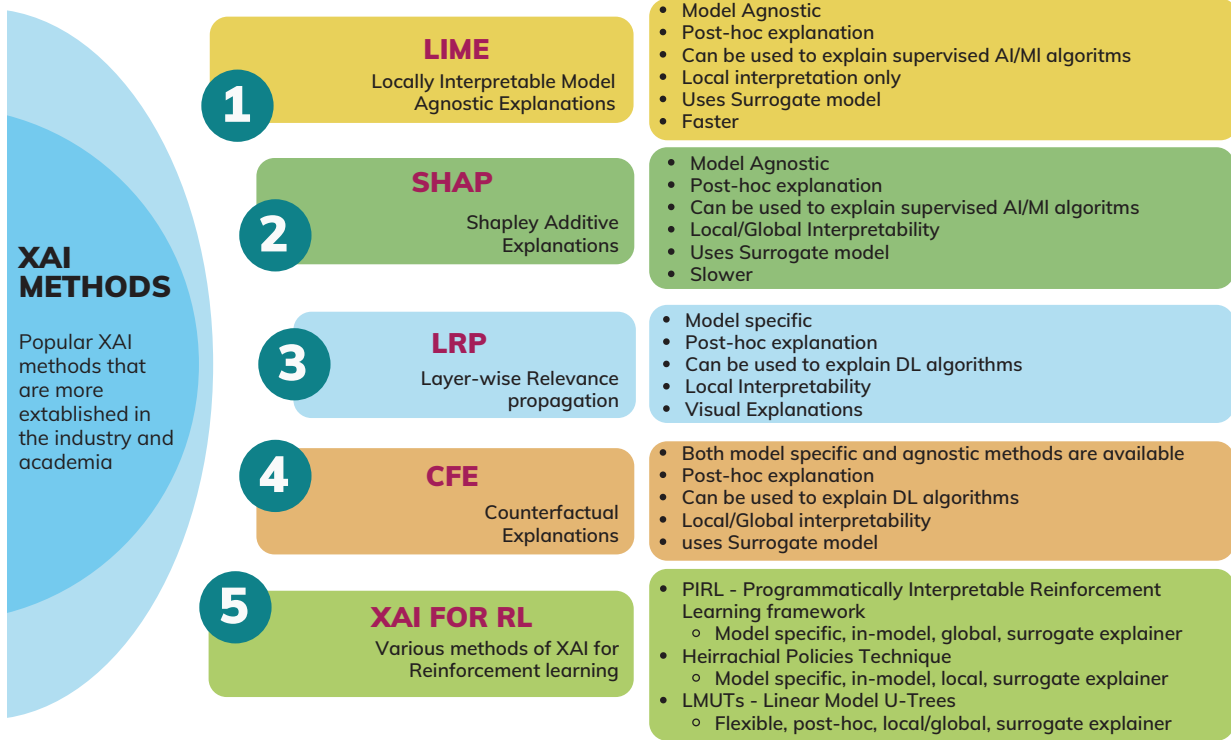 XAI
METHODS
Popular XAI
methods that
are more
extablished in
the industry and
academia
1
LIME
Locally Interpretable Model
Agnostic Explanations
• Model Agnostic
• Post-hoc explanation
• Can be used to explain supervised AI/Ml algoritms
• Local interpretation only
• Uses Surrogate model
• Faster
2
SHAP
Shapley Additive
Explanations
• Model Agnostic
• Post-hoc explanation
• Can be used to explain supervised AI/Ml algoritms
• Local/Global Interpretability
• Uses Surrogate model
• Slower
3
LRP
Layer-wise Relevance
propagation
• Model specific
• Post-hoc explanation
• Can be used to explain DL algorithms
• Local Interpretability
• Visual Explanations
4
CFE
Counterfactual
Explanations
• Both model specific and agnostic methods are available
• Post-hoc explanation
• Can be used to explain DL algorithms
• Local/Global interpretability
• uses Surrogate model
5
XAI FOR RL
Various methods of XAI for
Reinforcement learning
• PIRL - Programmatically Interpretable Reinforcement
Learning framework
◦ Model specific, in-model, global, surrogate explainer
• Heirrachial Policies Technique
◦ Model specific, in-model, local, surrogate explainer
• LMUTs - Linear Model U-Trees
◦ Flexible, post-hoc, local/global, surrogate explainer